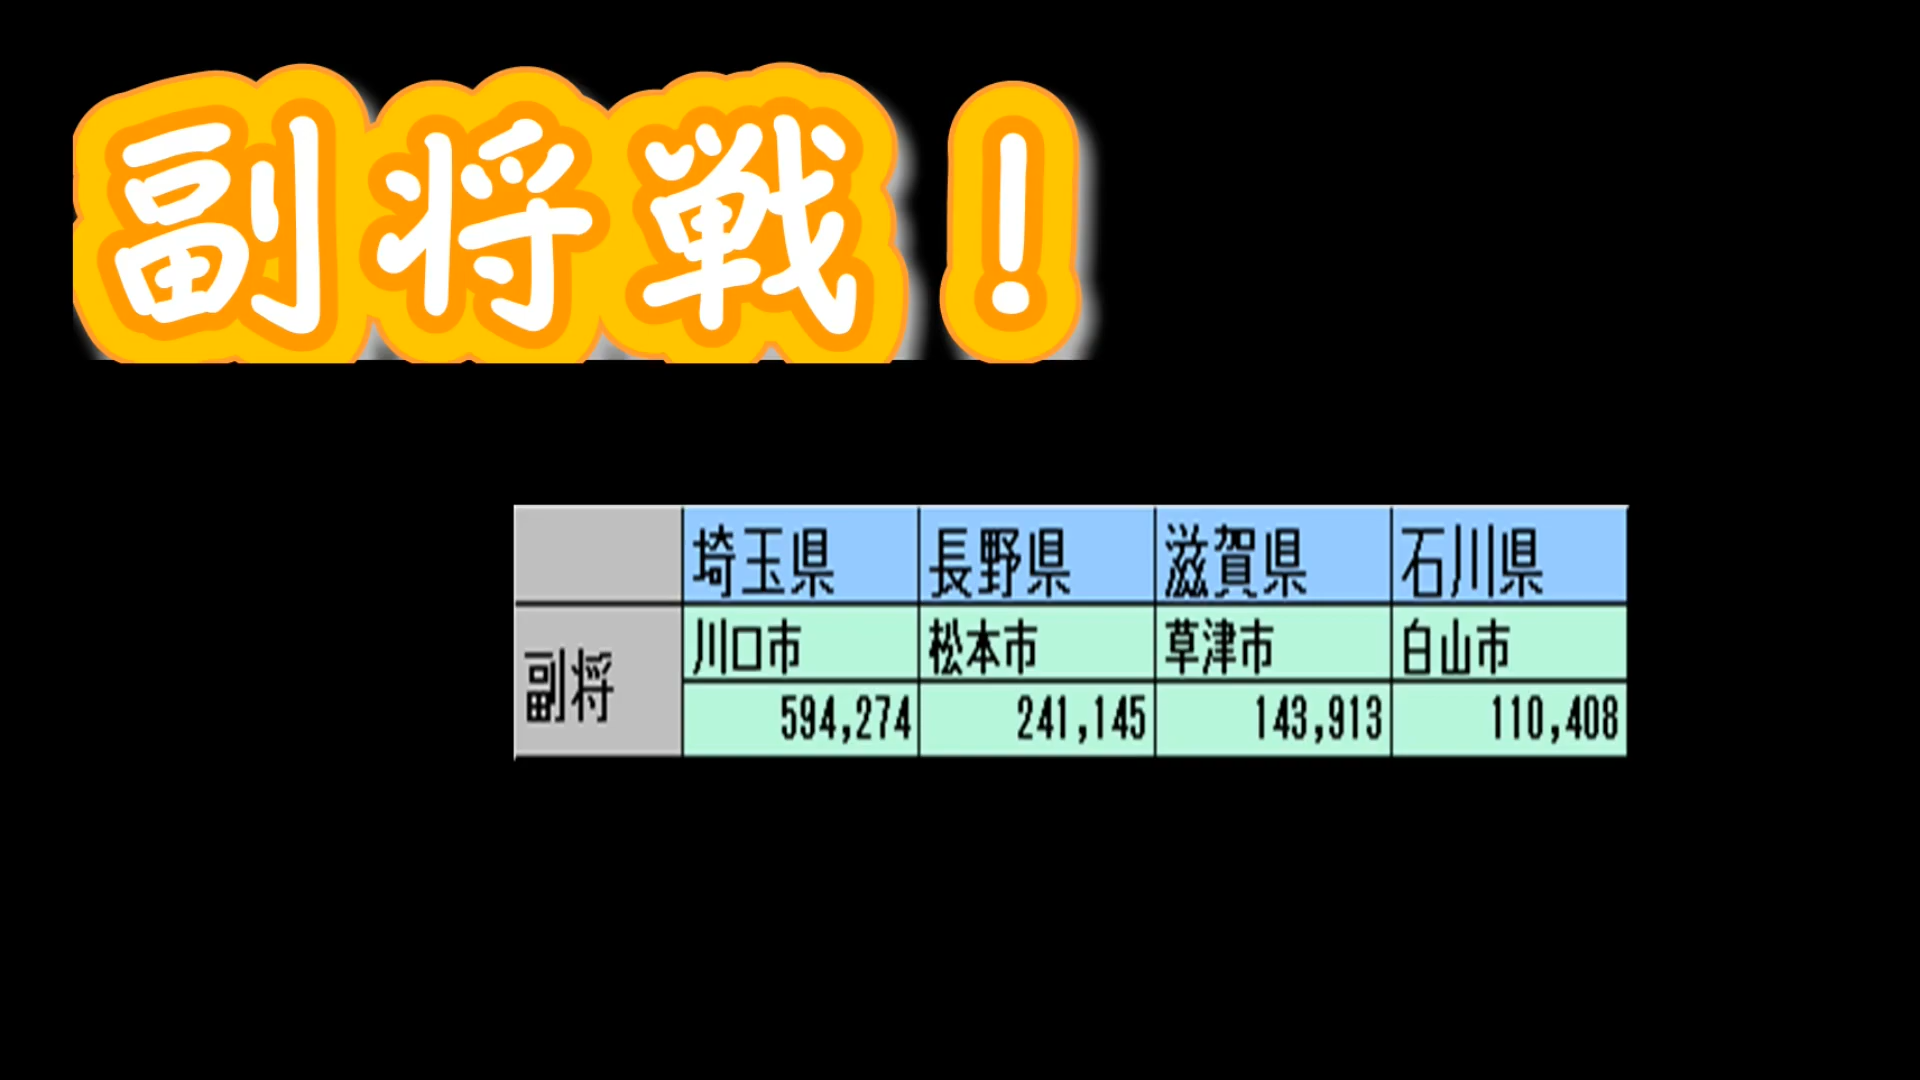 副将戦！
埼玉県 長野県 滋賀県 石川県
副将
川口市 松本市 草津市 白山市
594,274 241,145 143,913 110,408